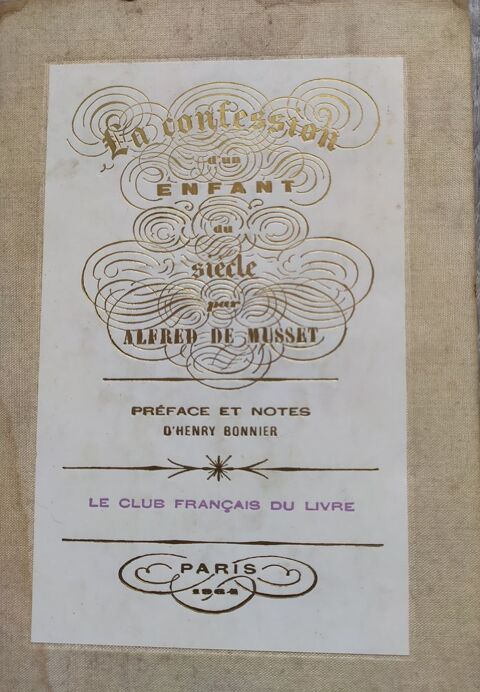 La confession
d'un
ENFANT
du
siècle
par
ALFRED DE MUSSET
PRÉFACE ET NOTES
D'HENRY BONNIER
LE CLUB FRANÇAIS DU LIVRE
PARIS
1964